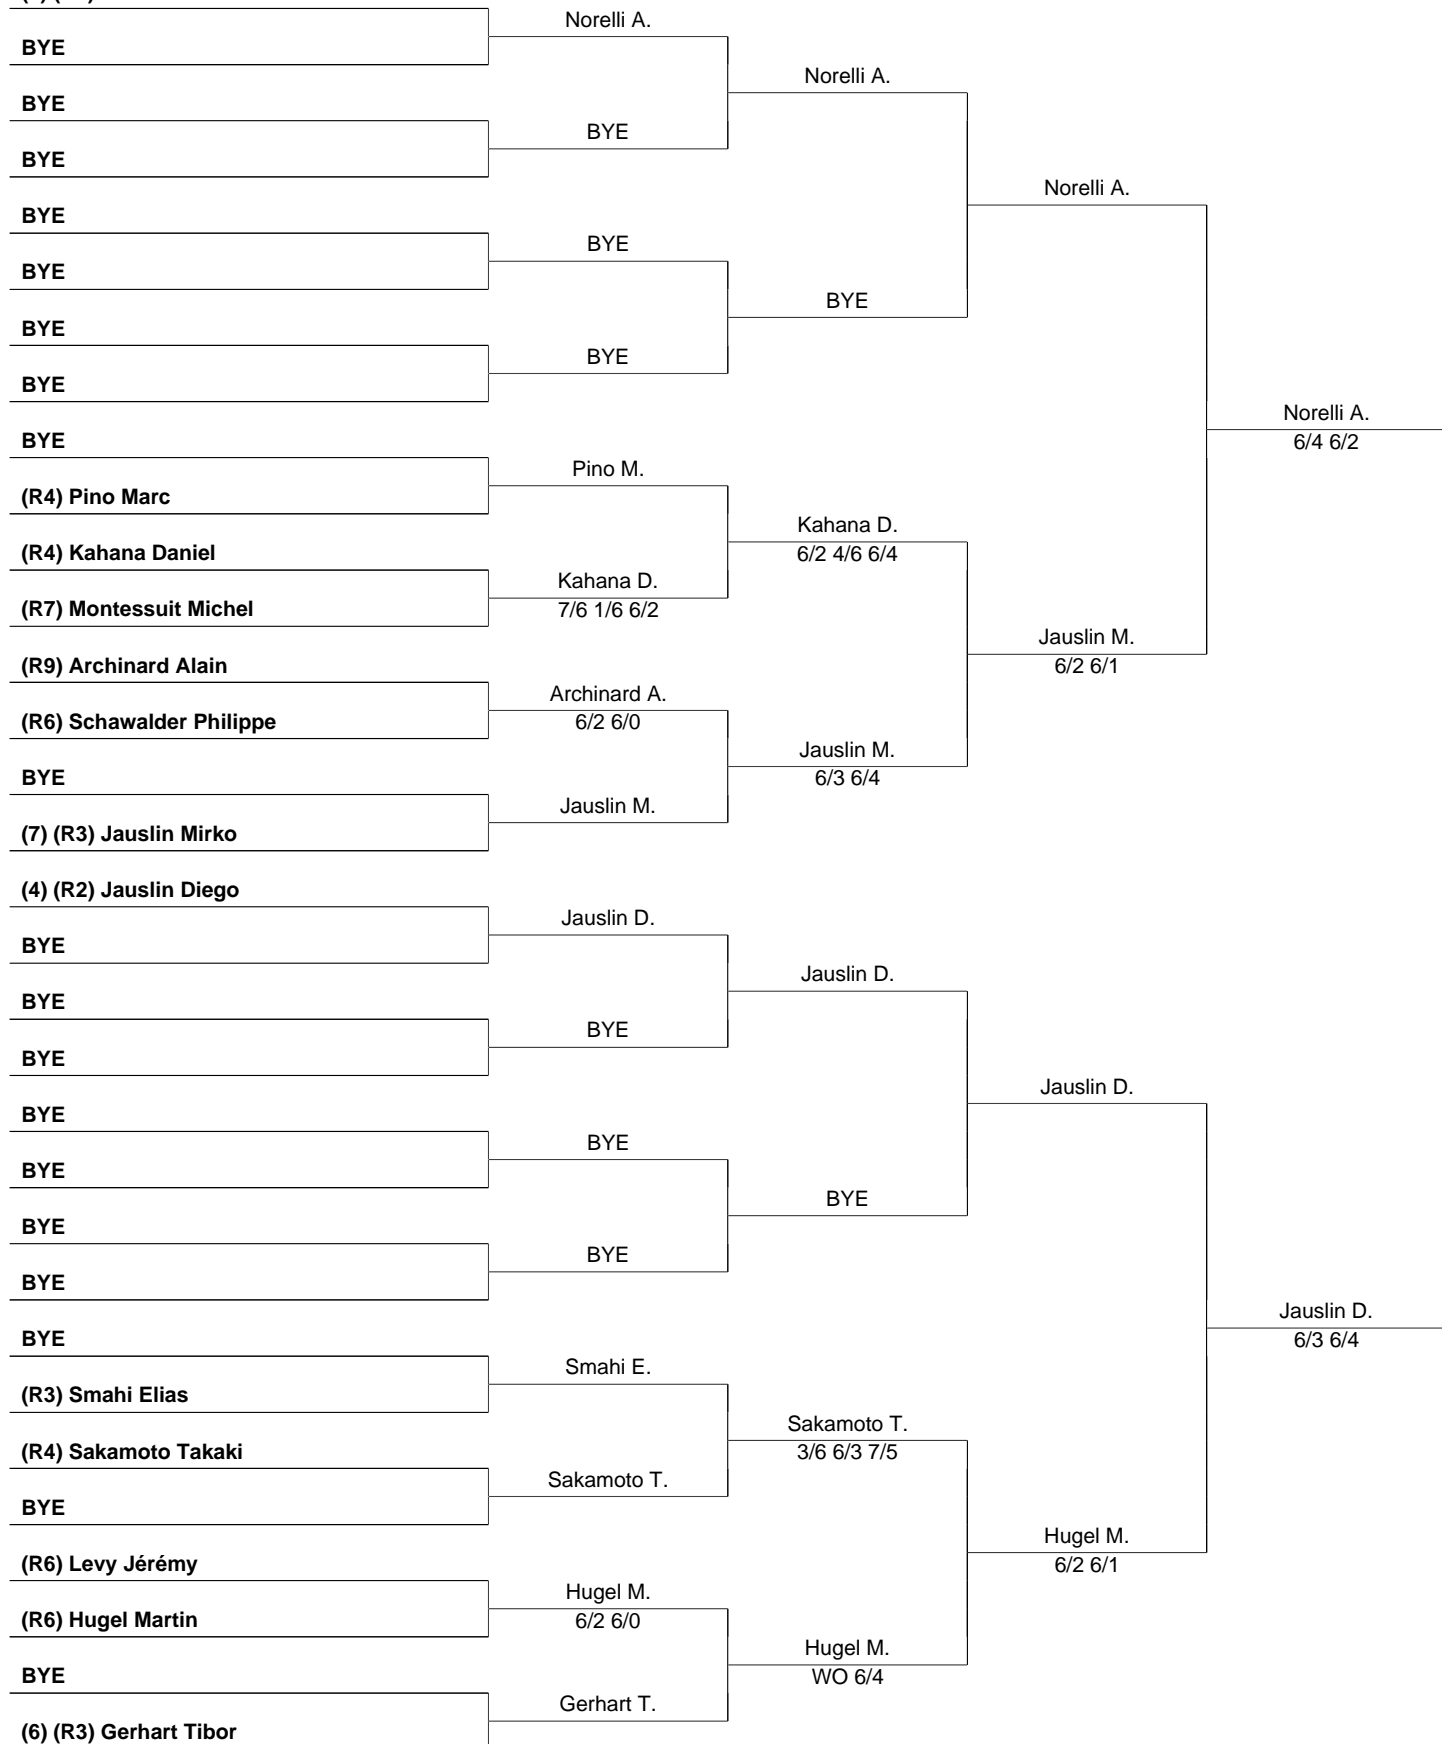 BYE
BYE
BYE
BYE
BYE
BYE
BYE
BYE
(R4) Pino Marc
(R4) Kahana Daniel
(R7) Montessuit Michel
(R9) Archinard Alain
(R6) Schawalder Philippe
BYE
(7) (R3) Jauslin Mirko
(4) (R2) Jauslin Diego
BYE
BYE
BYE
BYE
BYE
BYE
BYE
BYE
(R3) Smahi Elias
(R4) Sakamoto Takaki
BYE
(R6) Levy Jérémy
(R6) Hugel Martin
BYE
(6) (R3) Gerhart Tibor
Norelli A.
BYE
BYE
BYE
Pino M.
Kahana D.
7/6 1/6 6/2
Archinard A.
6/2 6/0
Jauslin M.
Jauslin D.
BYE
BYE
BYE
Smahi E.
Sakamoto T.
Hugel M.
6/2 6/0
Gerhart T.
Norelli A.
BYE
Kahana D.
6/2 4/6 6/4
Jauslin M.
6/3 6/4
Jauslin D.
BYE
Sakamoto T.
3/6 6/3 7/5
Hugel M.
WO 6/4
Norelli A.
Jauslin M.
6/2 6/1
Jauslin D.
Hugel M.
6/2 6/1
Norelli A.
6/4 6/2
Jauslin D.
6/3 6/4